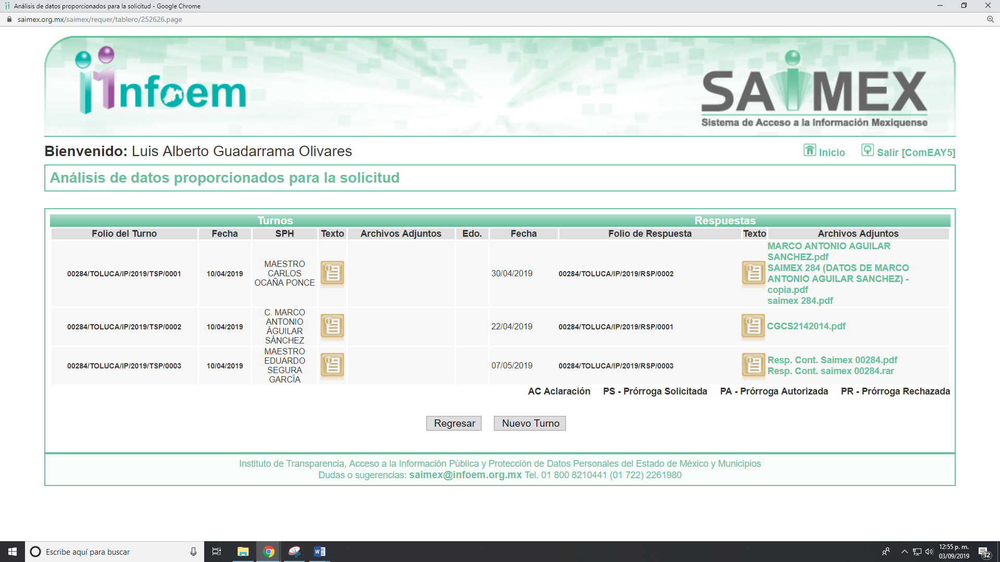 Análisis de datos proporcionados para la solicitud - Google Chrome
saimex.org.mx/saimex/requer/tablero/252626.page
infoem
SAIMEX
Sistema de Acceso a la Información Mexiquense
Bienvenido: Luis Alberto Guadarrama Olivares
Inicio
Salir [ComEAY5]
Análisis de datos proporcionados para la solicitud
Turnos
Respuestas
Folio del Turno Fecha SPH Texto Archivos Adjuntos Edo. Fecha Folio de Respuesta Texto Archivos Adjuntos
00284/TOLUCA/IP/2019/TSP/0001
10/04/2019
MAESTRO
CARLOS
OCAÑA PONCE
30/04/2019
00284/TOLUCA/IP/2019/RSP/0002
MARCO ANTONIO AGUILAR
SANCHEZ.pdf
SAIMEX 284 (DATOS DE MARCO
ANTONIO AGUILAR SANCHEZ) -
copia.pdf
saimex 284.pdf
00284/TOLUCA/IP/2019/TSP/0002
10/04/2019
C. MARCO
ANTONIO
ÁGUILAR
SÁNCHEZ
22/04/2019
00284/TOLUCA/IP/2019/RSP/0001
CGCS2142014.pdf
00284/TOLUCA/IP/2019/TSP/0003
10/04/2019
MAESTRO
EDUARDO
SEGURA
GARCÍA
07/05/2019
00284/TOLUCA/IP/2019/RSP/0003
Resp. Cont. Saimex 00284.pdf
Resp. Cont. saimex 00284.rar
AC Aclaración PS - Prórroga Solicitada PA - Prórroga Autorizada PR - Prórroga Rechazada
Regresar
Nuevo Turno
Instituto de Transparencia, Acceso a la Información Pública y Protección de Datos Personales del Estado de México y Municipios
Dudas o sugerencias: saimex@infoem.org.mx Tel. 01 800 8210441 (01 722) 2261980
Escribe aquí para buscar
12:55 p. m.
03/09/2019
32